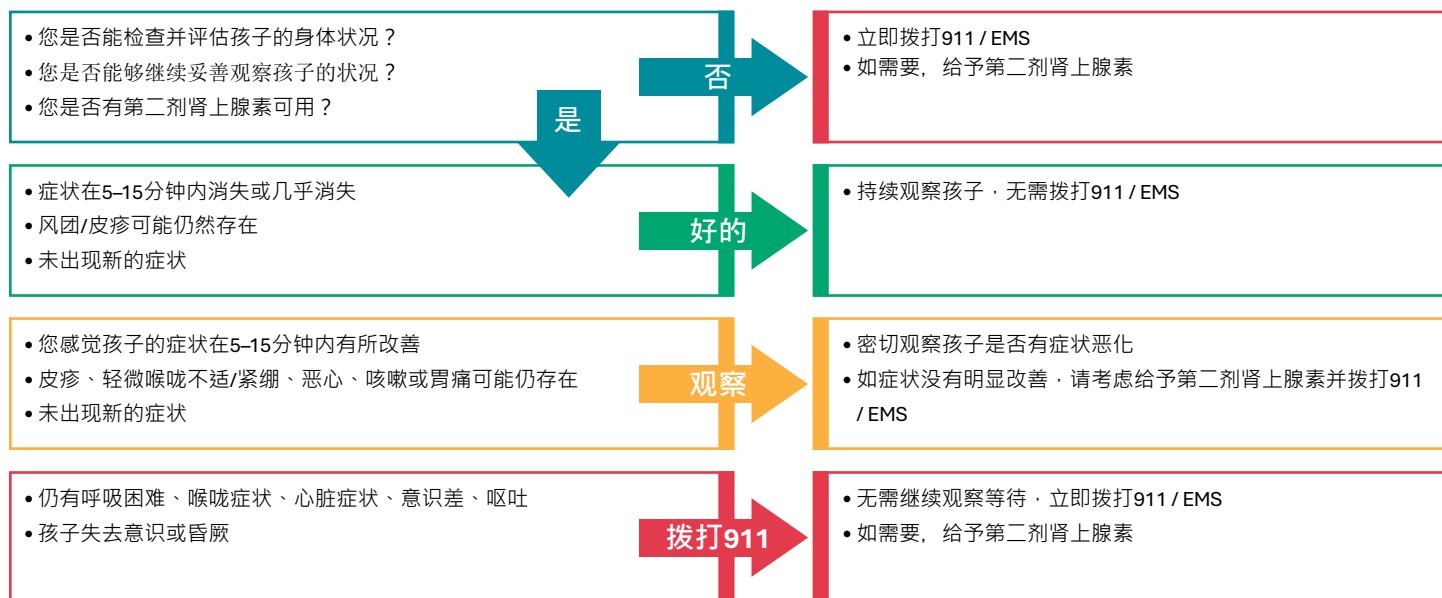 • 您是否能检查并评估孩子的身体状况？
• 您是否能够继续妥善观察孩子的状况？
• 您是否有第二剂肾上腺素可用？
否
• 立即拨打911 / EMS
• 如需要，给予第二剂肾上腺素
是
• 症状在5–15分钟内消失或几乎消失
• 风团/皮疹可能仍然存在
• 未出现新的症状
好的
• 持续观察孩子，无需拨打911 / EMS
• 您感觉孩子的症状在5–15分钟内有所改善
• 皮疹、轻微喉咙不适/紧绷、恶心、咳嗽或胃痛可能仍存在
• 未出现新的症状
观察
• 密切观察孩子是否有症状恶化
• 如症状没有明显改善，请考虑给予第二剂肾上腺素并拨打911
/ EMS
• 仍有呼吸困难、喉咙症状、心脏症状、意识差、呕吐
• 孩子失去意识或昏厥
拨打911
• 无需继续观察等待，立即拨打911 / EMS
• 如需要，给予第二剂肾上腺素